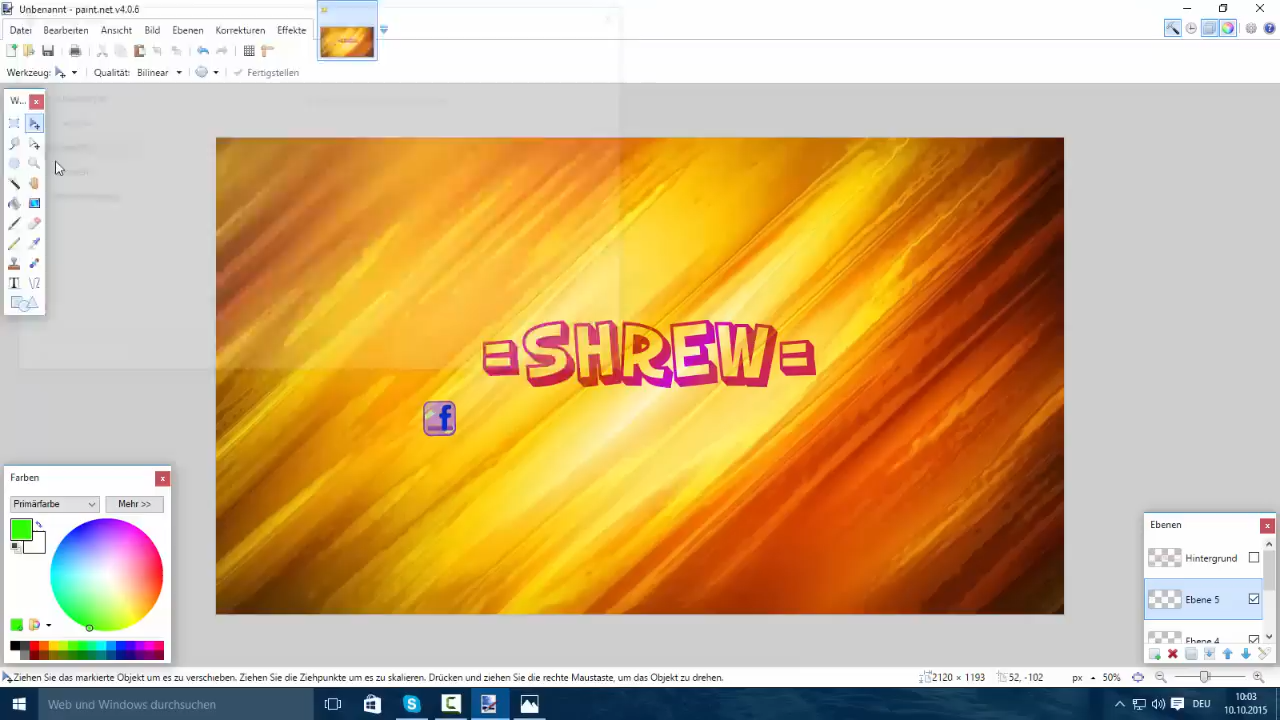 Unbenannt - paint.net v4.0.6
Datei Bearbeiten Ansicht Bild Ebenen Korrekturen Effekte
Werkzeug: Qualität: Bilinear Fertigstellen
W...
=SHREW=
f
Farben
Primärfarbe Mehr >>
Ebenen
Hintergrund
Ebene 5
Ebene 4
Ziehen Sie das markierte Objekt um es zu verschieben. Ziehen Sie die Ziehpunkte um es zu skalieren. Drücken und ziehen Sie die rechte Maustaste, um das Objekt zu drehen. 2120 × 1193 52, -102 px 50%
Web und Windows durchsuchen
DEU
10:03
10.10.2015